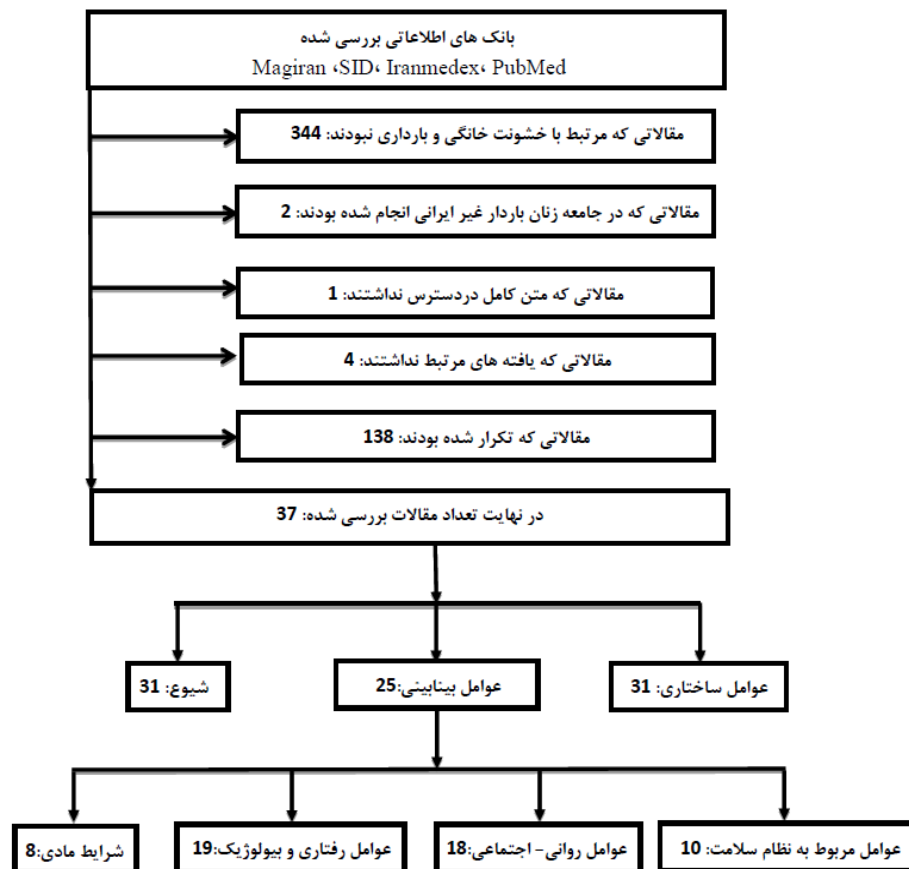 بانک های اطلاعاتی بررسی شده
Magiran ،SID، Iranmedex، PubMed
مقالاتی که مرتبط با خشونت خانگی و بارداری نبودند: 344
مقالاتی که در جامعه زنان باردار غیر ایرانی انجام شده بودند: 2
مقالاتی که متن کامل دردسترس نداشتند: 1
مقالاتی که یافته های مرتبط نداشتند: 4
مقالاتی که تکرار شده بودند: 138
در نهایت تعداد مقالات بررسی شده: 37
عوامل ساختاری: 31
عوامل بینابینی:25
شیوع: 31
عوامل مربوط به نظام سلامت: 10
عوامل روانی- اجتماعی:18
عوامل رفتاری و بیولوژیک:19
شرایط مادی:8